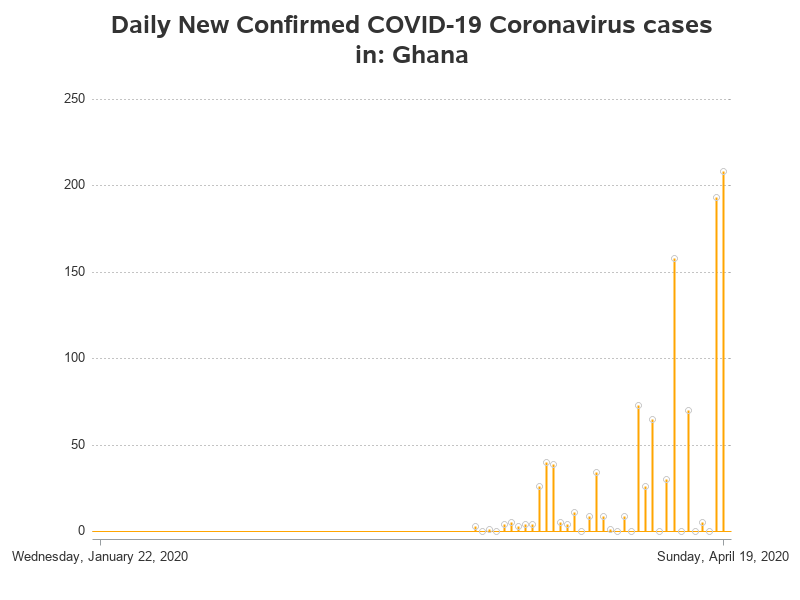 Daily New Confirmed COVID-19 Coronavirus cases
in: Ghana
250
200
150
100
50
0
Wednesday, January 22, 2020 Sunday, April 19, 2020